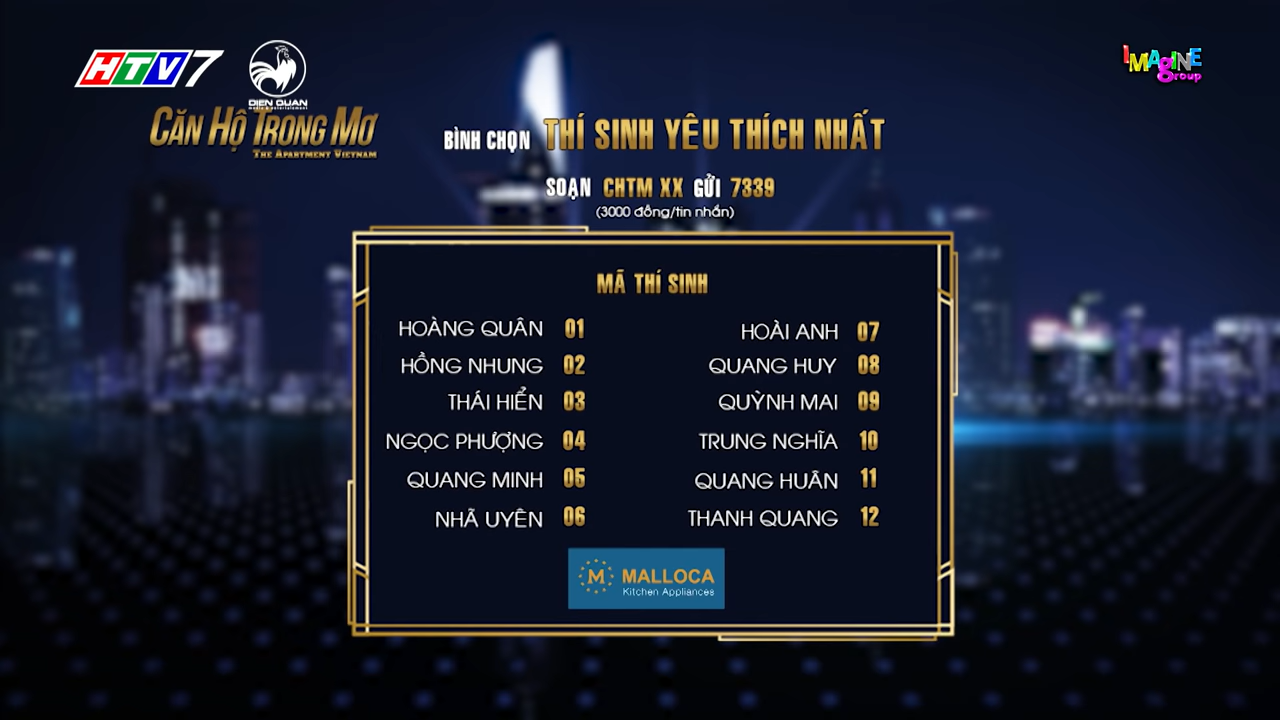 HTV7
DIEN QUAN
media & entertainment
IMAGINE
group
CĂN HỘ TRONG MƠ
THE APARTMENT VIETNAM
BÌNH CHỌN THÍ SINH YÊU THÍCH NHẤT
SOẠN CHTM XX GỬI 7339
(3000 đồng/tin nhắn)
MÃ THÍ SINH
HOÀNG QUÂN 01
HỒNG NHUNG 02
THÁI HIỂN 03
NGỌC PHƯỢNG 04
QUANG MINH 05
NHÃ UYÊN 06
HOÀI ANH 07
QUANG HUY 08
QUỲNH MAI 09
TRUNG NGHĨA 10
QUANG HUÂN 11
THANH QUANG 12
M MALLOCA
Kitchen Appliances